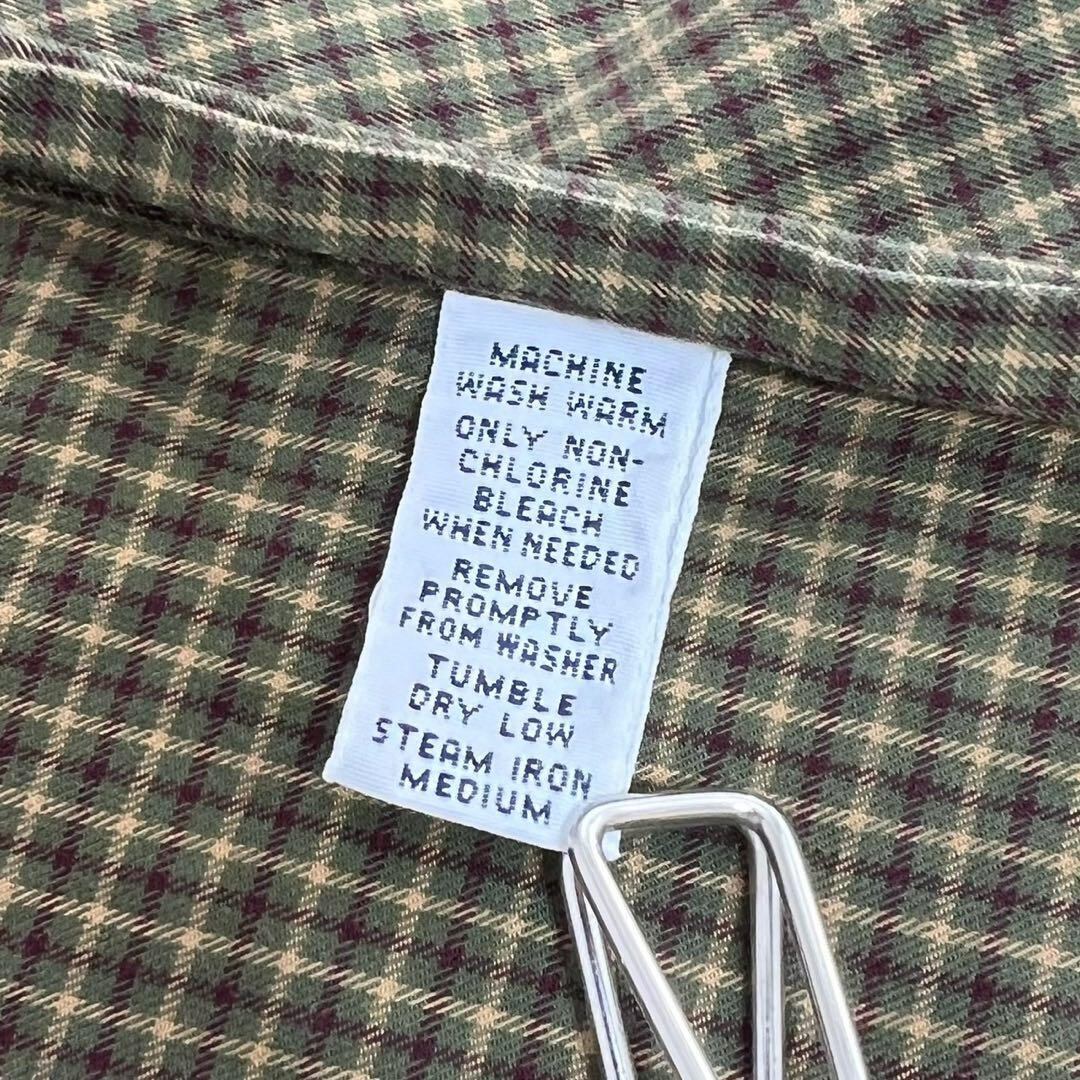 MACHINE
WASH WARM
ONLY NON-
CHLORINE
BLEACH
WHEN NEEDED
REMOVE
PROMPTLY
FROM WASHER
TUMBLE
DRY LOW
STEAM IRON
MEDIUM